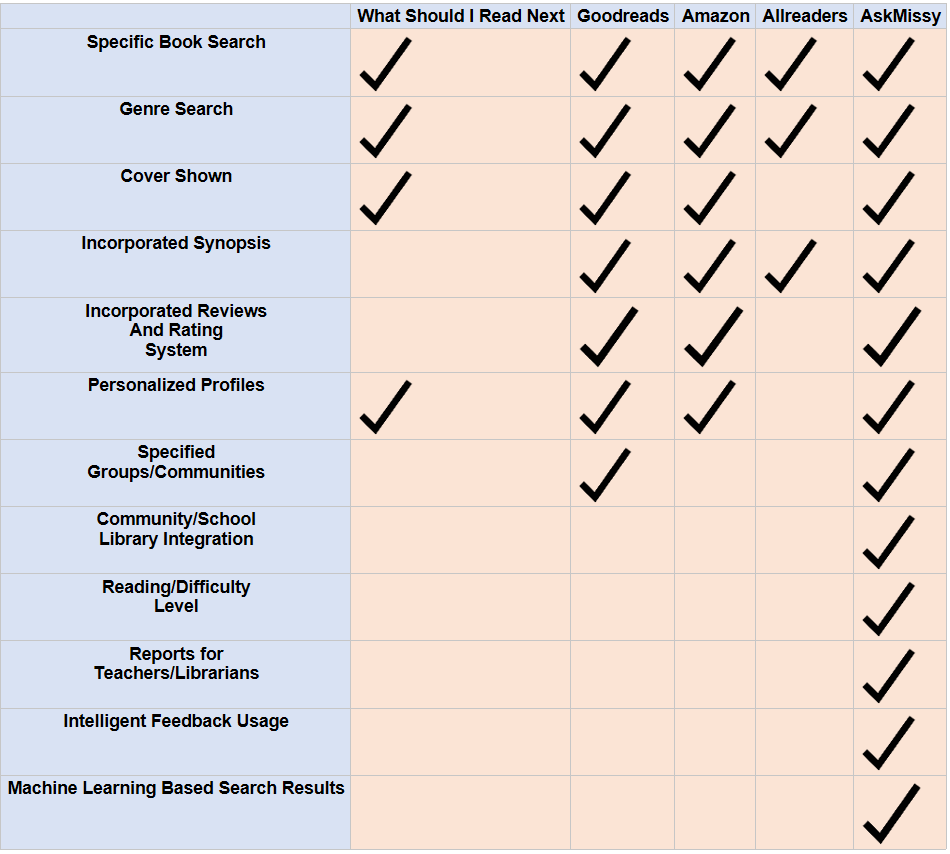 What Should I Read Next Goodreads Amazon Allreaders AskMissy
Specific Book Search
Genre Search
Cover Shown
Incorporated Synopsis
Incorporated Reviews
And Rating
System
Personalized Profiles
Specified
Groups/Communities
Community/School
Library Integration
Reading/Difficulty
Level
Reports for
Teachers/Librarians
Intelligent Feedback Usage
Machine Learning Based Search Results